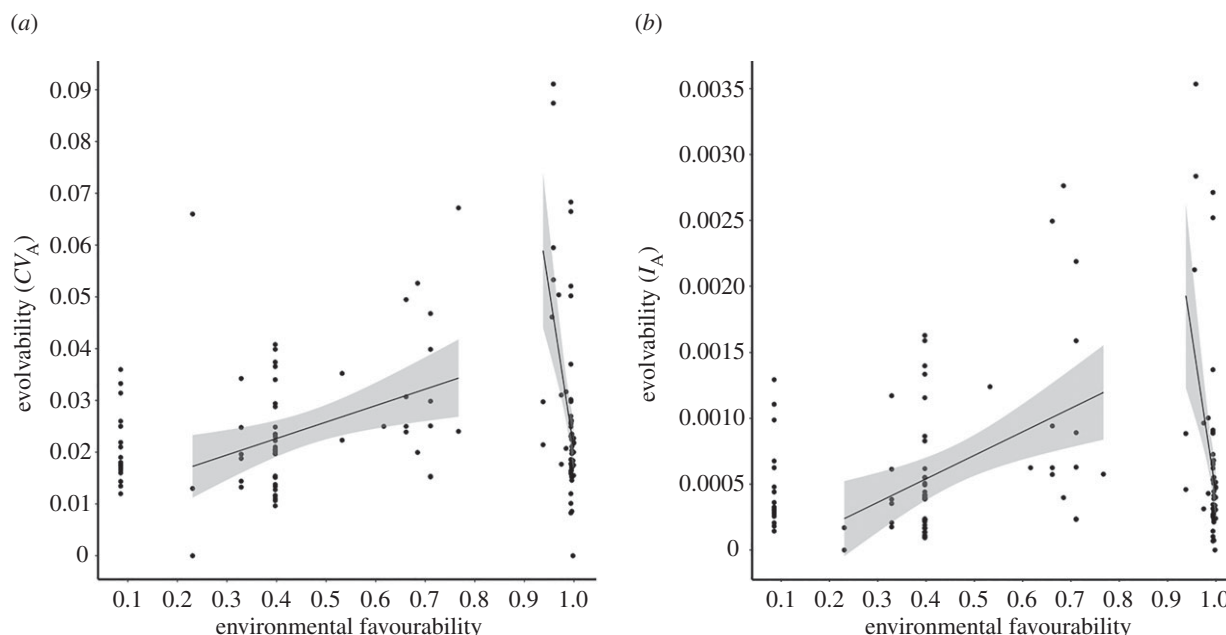 (a)
evolvability (CV_A)
0.09
0.08
0.07
0.06
0.05
0.04
0.03
0.02
0.01
0
0.1 0.2 0.3 0.4 0.5 0.6 0.7 0.8 0.9 1.0
environmental favourability
(b)
evolvability (I_A)
0.0035
0.0030
0.0025
0.0020
0.0015
0.0010
0.0005
0
0.1 0.2 0.3 0.4 0.5 0.6 0.7 0.8 0.9 1.0
environmental favourability